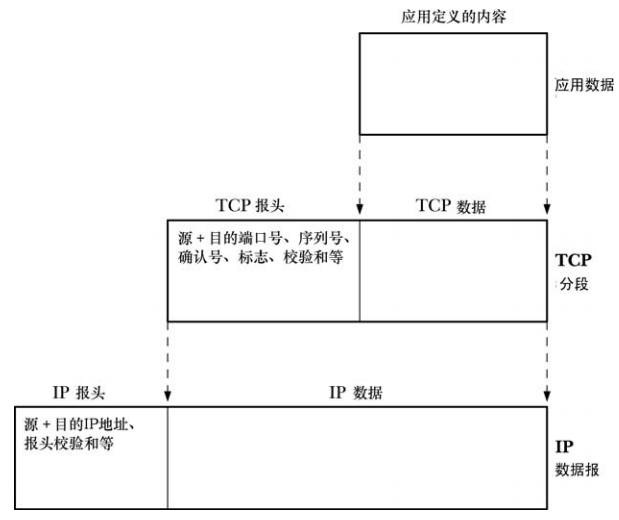 应用定义的内容
应用数据
TCP 报头
TCP 数据
源 + 目的端口号、序列号、
确认号、标志、校验和等
TCP
分段
IP 报头
IP 数据
源 + 目的IP地址、
报头校验和等
IP
数据报